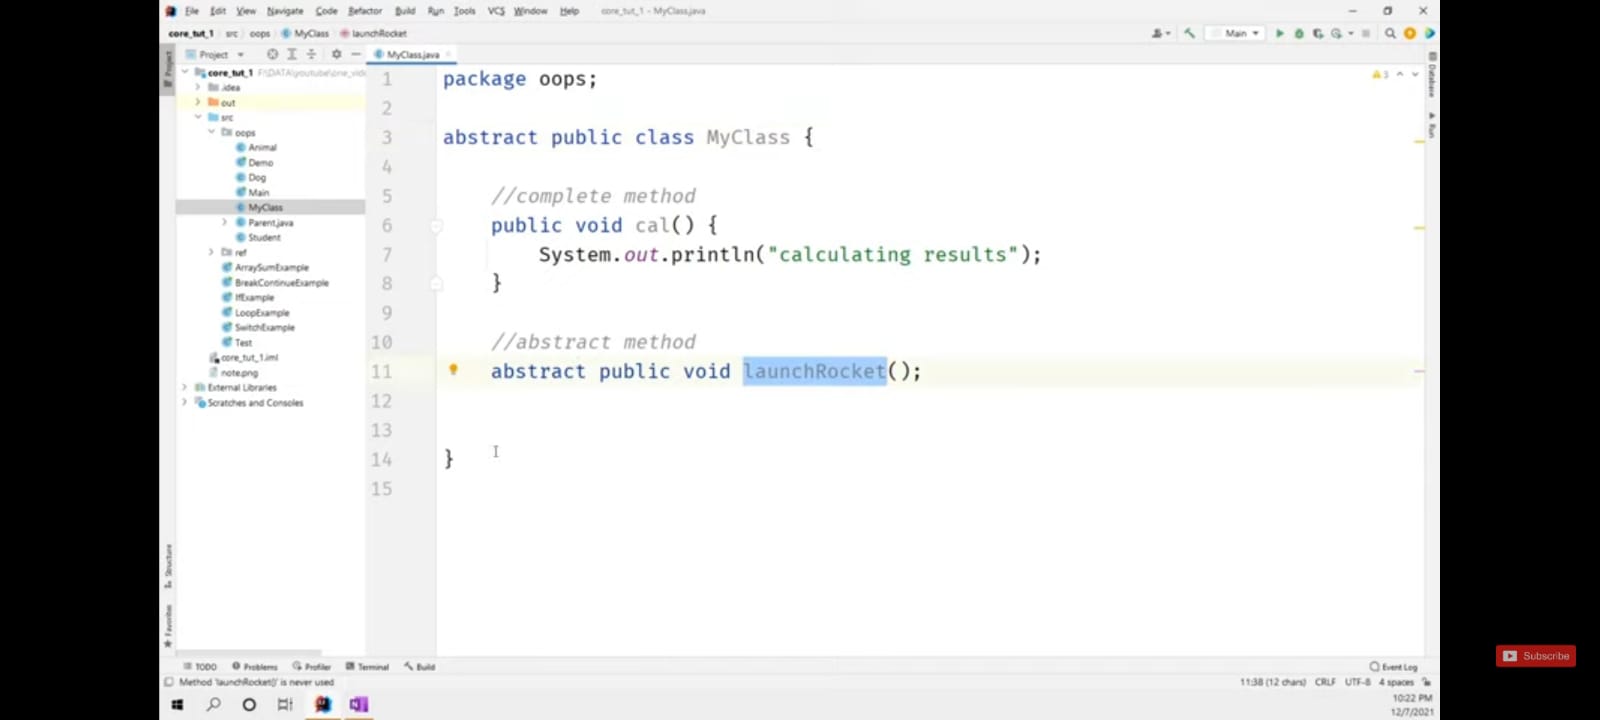 File Edit View Navigate Code Refactor Build Run Tools VCS Window Help core_tut_1 - MyClass.java
core_tut_1 src oops MyClass launchRocket Main
Project MyClass.java
Project
core_tut_1 F:\DATA\youtube\one_vide
.idea
out
src
oops
Animal
Demo
Dog
Main
MyClass
Parent.java
Student
ref
ArraySumExample
BreakContinueExample
IfExample
LoopExample
SwitchExample
Test
core_tut_1.iml
note.png
External Libraries
Scratches and Consoles
1 package oops;
2
3 abstract public class MyClass {
4
5 //complete method
6 public void cal() {
7 System.out.println("calculating results");
8 }
9
10 //abstract method
11 abstract public void launchRocket();
12
13
14 }
15
3
Database
Run
Structure
Favorites
Subscribe
TODO Problems Profiler Terminal Build Event Log
Method 'launchRocket()' is never used 11:38 (12 chars) CRLF UTF-8 4 spaces
10:22 PM
12/7/2021